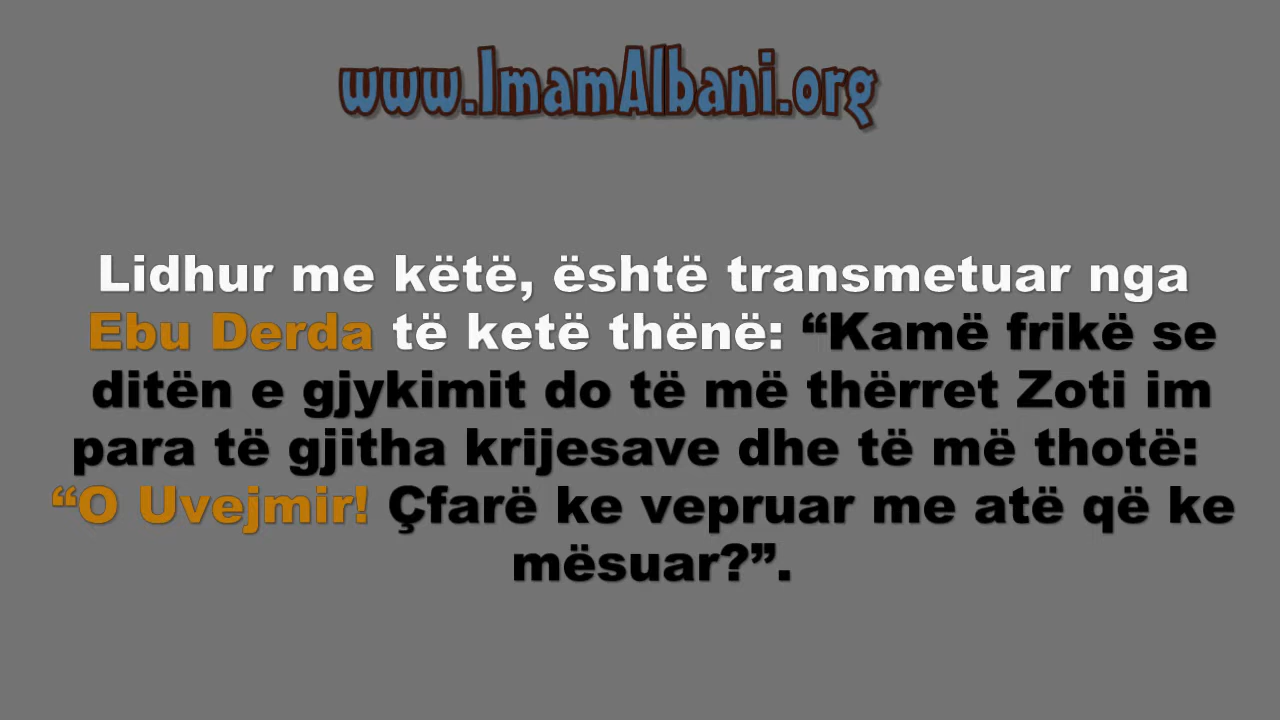 www.ImamAlbani.org
Lidhur me këtë, është transmetuar nga
Ebu Derda të ketë thënë: “Kamë frikë se
ditën e gjykimit do të më thërret Zoti im
para të gjitha krijesave dhe të më thotë:
“O Uvejmir! Çfarë ke vepruar me atë që ke
mësuar?”.